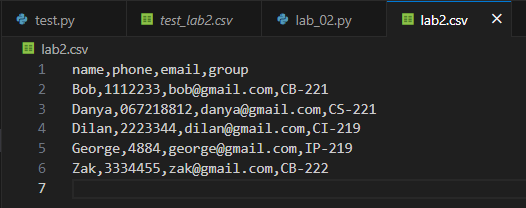 test.py test_lab2.csv lab_02.py lab2.csv
lab2.csv
1 name,phone,email,group
2 Bob,1112233,bob@gmail.com,CB-221
3 Danya,067218812,danya@gmail.com,CS-221
4 Dilan,2223344,dilan@gmail.com,CI-219
5 George,4884,george@gmail.com,IP-219
6 Zak,3334455,zak@gmail.com,CB-222
7